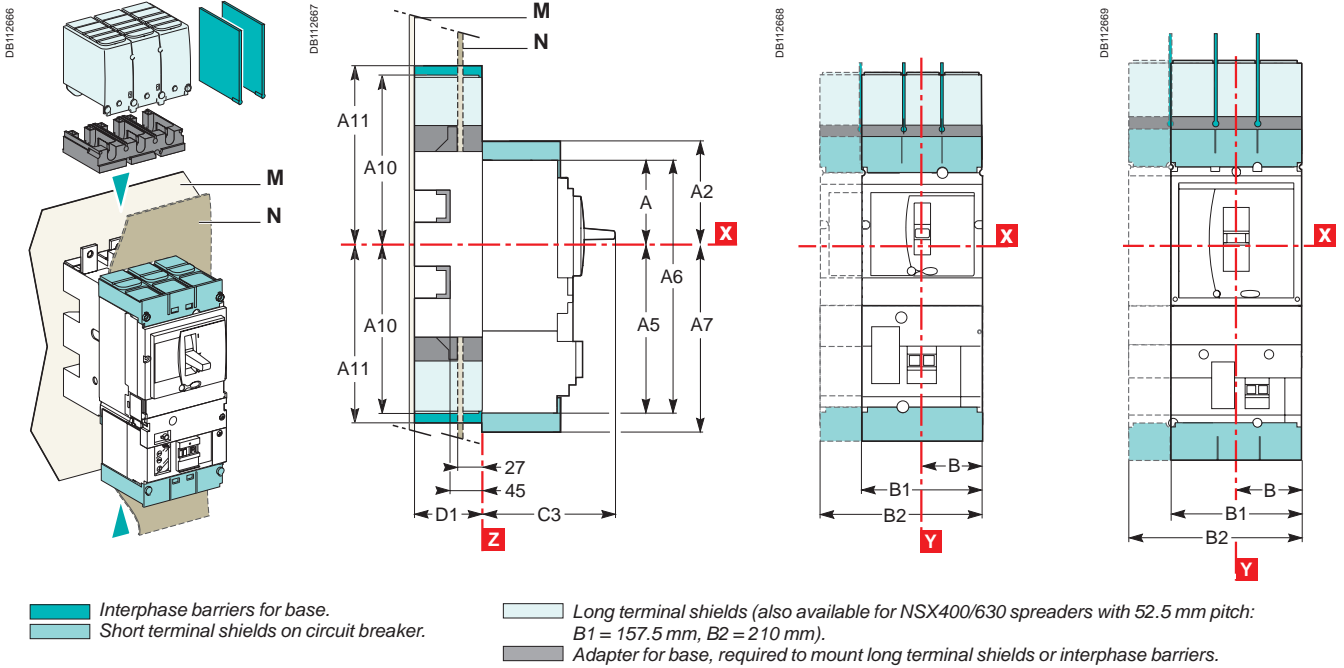 DB112666
M
N
DB112667
M
N
A11
A10
A10
A11
A
A2
A6
A5
A7
X
27
45
D1
C3
Z
DB112668
X
B
B1
B2
Y
DB112669
X
B
B1
B2
Y
Interphase barriers for base.
Short terminal shields on circuit breaker.
Long terminal shields (also available for NSX400/630 spreaders with 52.5 mm pitch:
B1 = 157.5 mm, B2 = 210 mm).
Adapter for base, required to mount long terminal shields or interphase barriers.